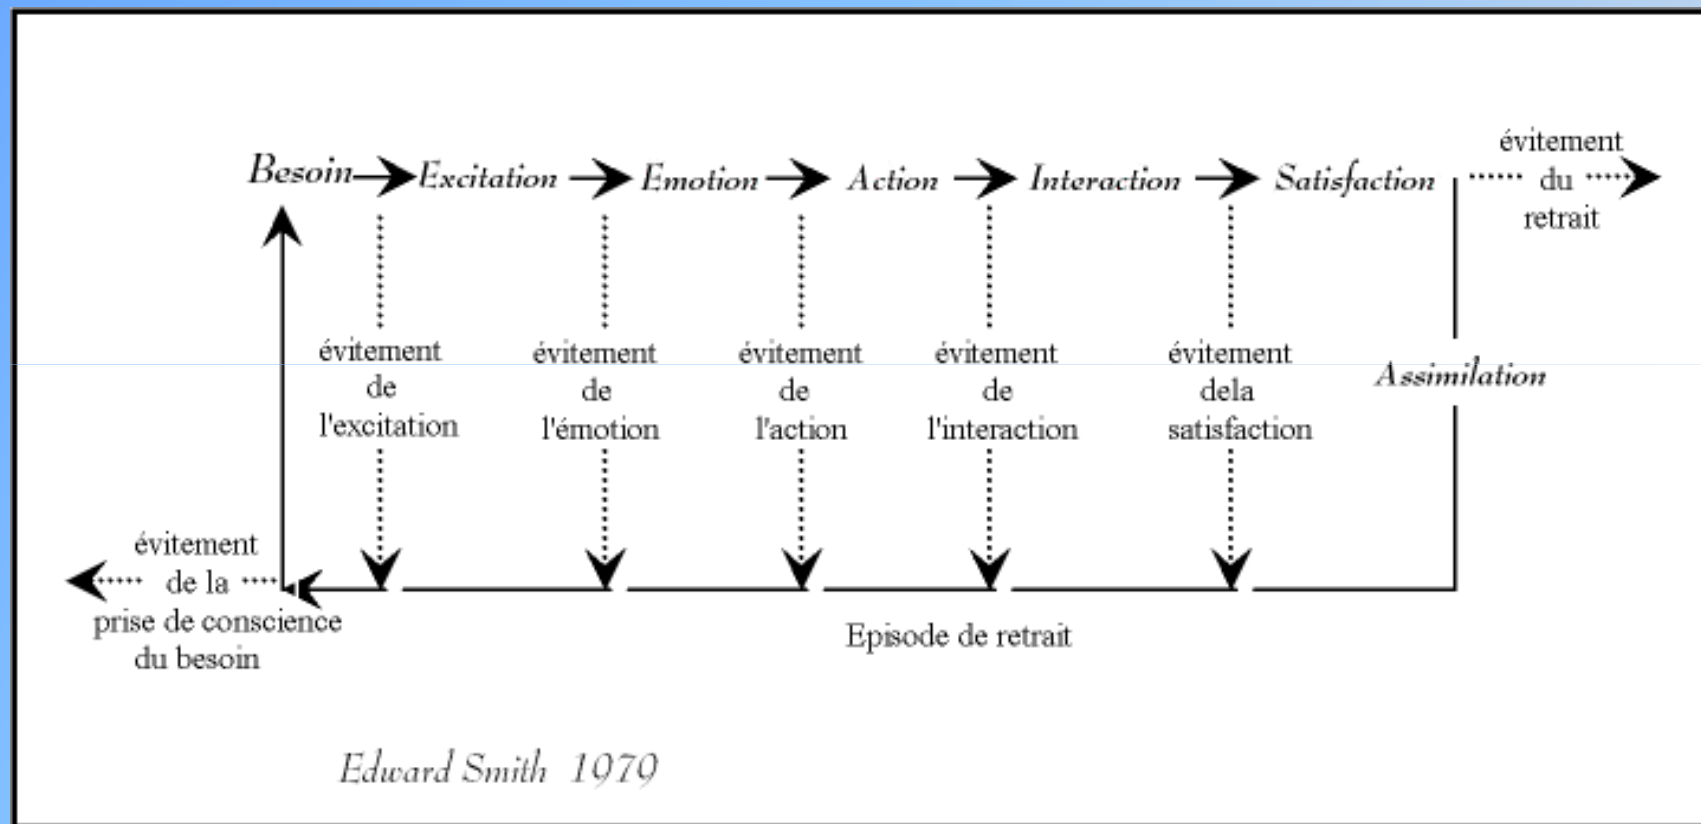 Besoin Excitation Emotion Action Interaction Satisfaction
évitement
du
retrait
évitement
de
l'excitation
évitement
de
l'émotion
évitement
de
l'action
évitement
de
l'interaction
évitement
dela
satisfaction
Assimilation
évitement
de la
prise de conscience
du besoin
Episode de retrait
Edward Smith 1979